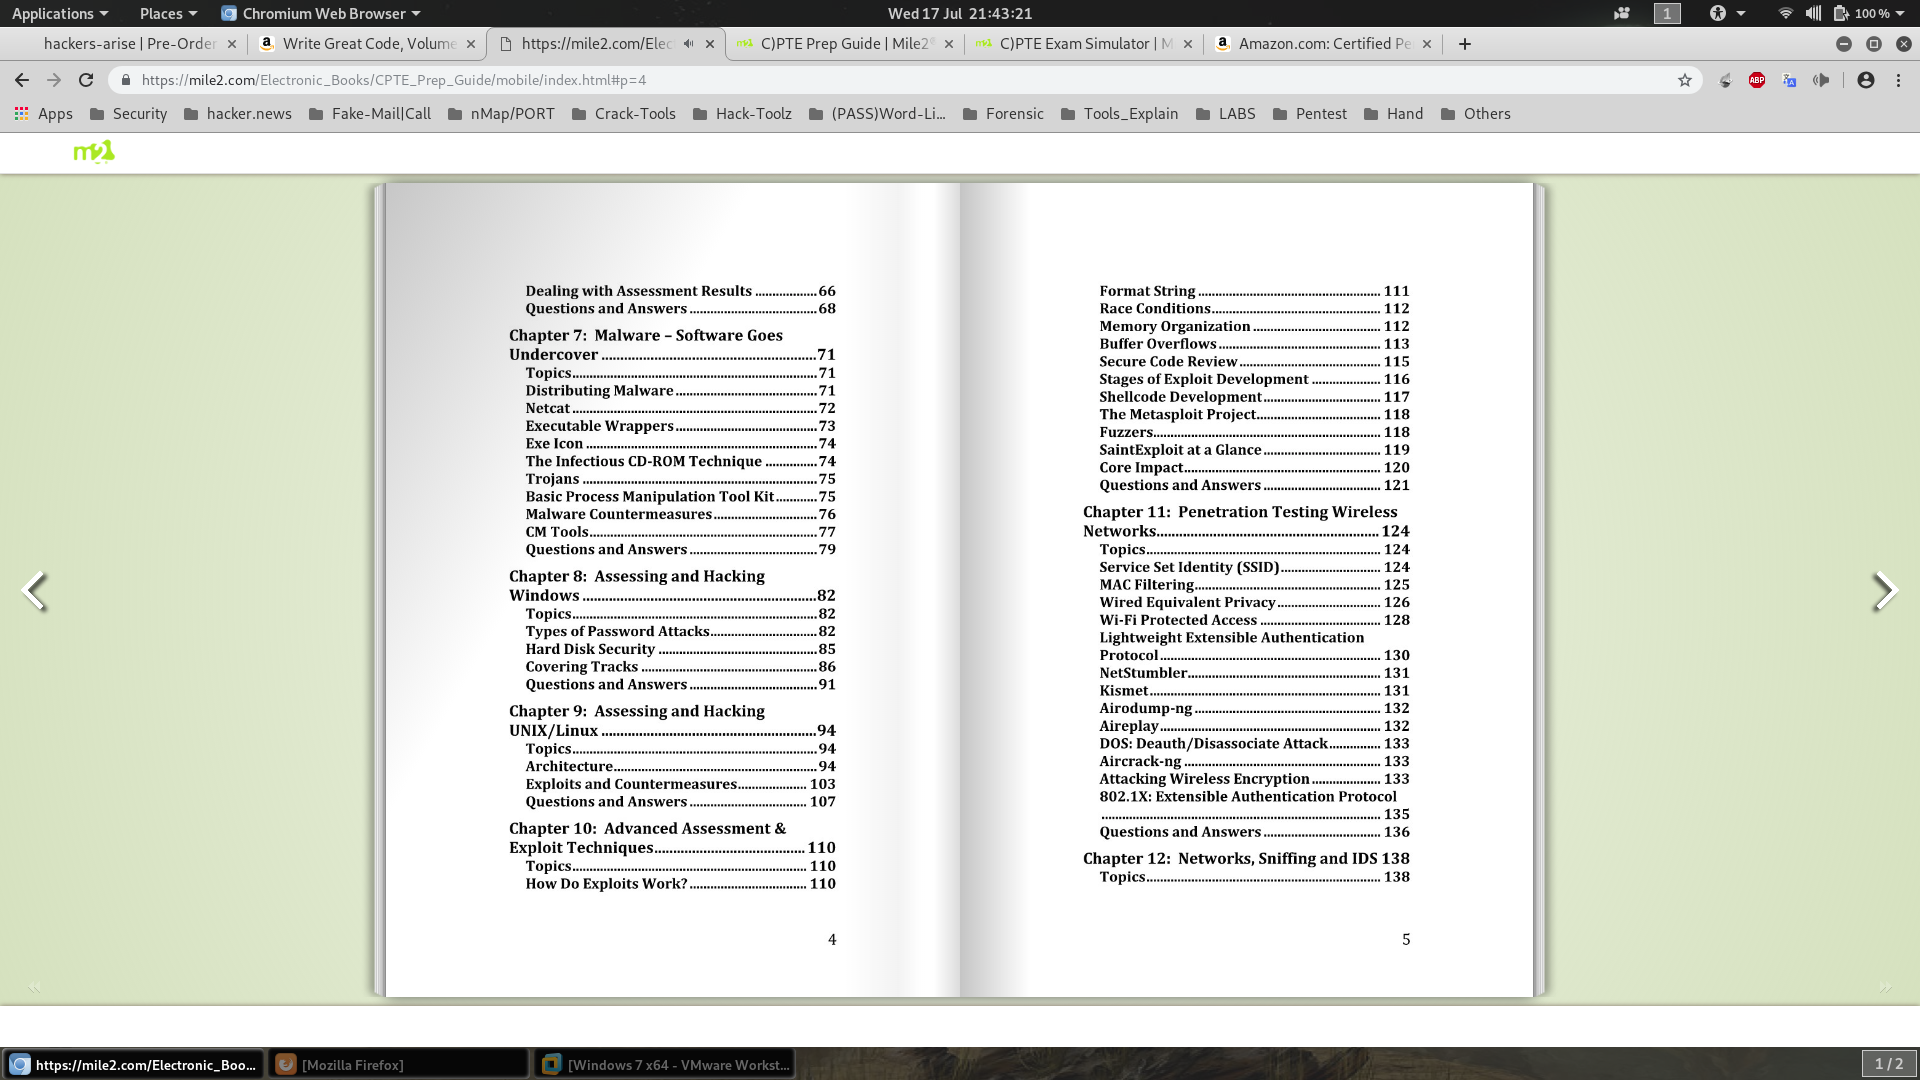 Applications Places Chromium Web Browser Wed 17 Jul 21:43:21 1 100 %
hackers-arise | Pre-Order Write Great Code, Volume https://mile2.com/Elec C)PTE Prep Guide | Mile2 C)PTE Exam Simulator | M Amazon.com: Certified Pe
https://mile2.com/Electronic_Books/CPTE_Prep_Guide/mobile/index.html#p=4 ABP
Apps Security hacker.news Fake-Mail|Call nMap/PORT Crack-Tools Hack-Toolz (PASS)Word-Li... Forensic Tools_Explain LABS Pentest Hand Others
m2
Dealing with Assessment Results ................. 66
Questions and Answers ................................... 68
Chapter 7: Malware – Software Goes
Undercover .................................................... 71
Topics ................................................................... 71
Distributing Malware ....................................... 71
Netcat ................................................................... 72
Executable Wrappers ....................................... 73
Exe Icon ............................................................... 74
The Infectious CD-ROM Technique .............. 74
Trojans ................................................................. 75
Basic Process Manipulation Tool Kit ........... 75
Malware Countermeasures ............................ 76
CM Tools .............................................................. 77
Questions and Answers ................................... 79
Chapter 8: Assessing and Hacking
Windows ........................................................ 82
Topics ................................................................... 82
Types of Password Attacks ............................. 82
Hard Disk Security ........................................... 85
Covering Tracks ................................................ 86
Questions and Answers ................................... 91
Chapter 9: Assessing and Hacking
UNIX/Linux .................................................... 94
Topics ................................................................... 94
Architecture ........................................................ 94
Exploits and Countermeasures ................... 103
Questions and Answers ................................ 107
Chapter 10: Advanced Assessment &
Exploit Techniques ..................................... 110
Topics ................................................................ 110
How Do Exploits Work? ................................ 110
4
Format String .................................................. 111
Race Conditions .............................................. 112
Memory Organization ................................... 112
Buffer Overflows ............................................ 113
Secure Code Review ...................................... 115
Stages of Exploit Development ................... 116
Shellcode Development ................................ 117
The Metasploit Project .................................. 118
Fuzzers .............................................................. 118
SaintExploit at a Glance ................................ 119
Core Impact ...................................................... 120
Questions and Answers ................................ 121
Chapter 11: Penetration Testing Wireless
Networks ...................................................... 124
Topics ................................................................ 124
Service Set Identity (SSID) ........................... 124
MAC Filtering ................................................... 125
Wired Equivalent Privacy ............................ 126
Wi-Fi Protected Access ................................. 128
Lightweight Extensible Authentication
Protocol ............................................................ 130
NetStumbler ..................................................... 131
Kismet ............................................................... 131
Airodump-ng ................................................... 132
Aireplay ............................................................ 132
DOS: Deauth/Disassociate Attack .............. 133
Aircrack-ng ...................................................... 133
Attacking Wireless Encryption ................... 133
802.1X: Extensible Authentication Protocol
............................................................................ 135
Questions and Answers ................................ 136
Chapter 12: Networks, Sniffing and IDS 138
Topics ................................................................ 138
5
https://mile2.com/Electronic_Boo... [Mozilla Firefox] [Windows 7 x64 - VMware Workst... 1 / 2